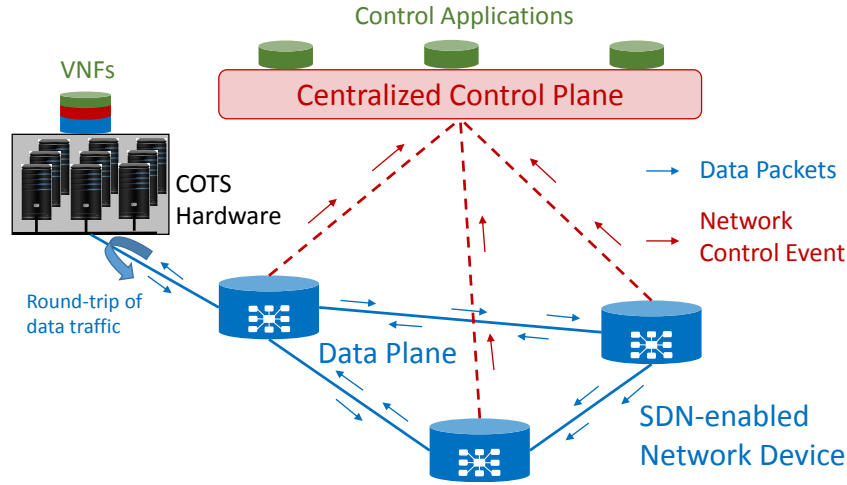 Control Applications
VNFs
Centralized Control Plane
COTS
Hardware
Data Packets
Network
Control Event
Round-trip of
data traffic
Data Plane
SDN-enabled
Network Device